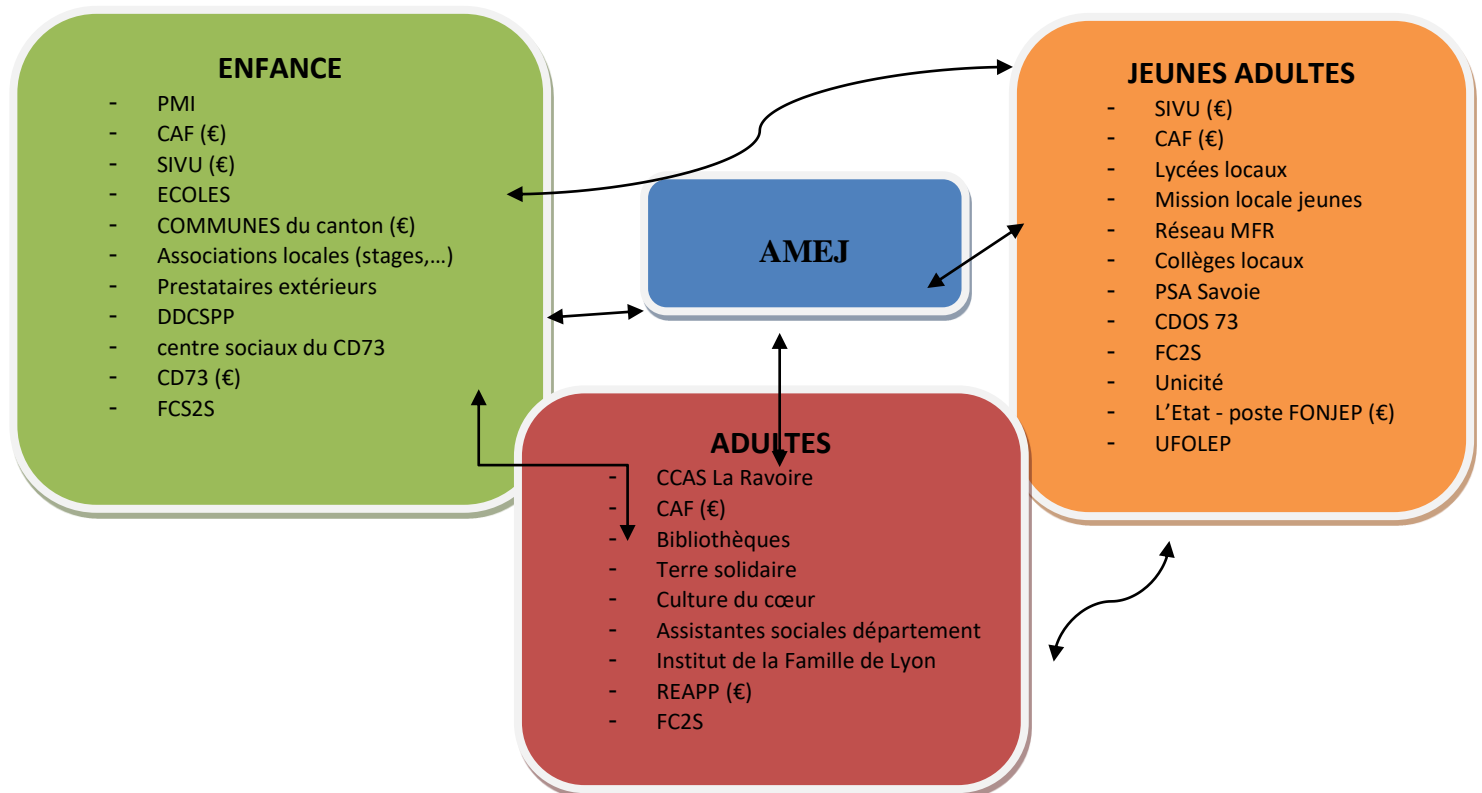 ENFANCE
- PMI
- CAF (€)
- SIVU (€)
- ECOLES
- COMMUNES du canton (€)
- Associations locales (stages,…)
- Prestataires extérieurs
- DDCSPP
- centre sociaux du CD73
- CD73 (€)
- FCS2S
AMEJ
JEUNES ADULTES
- SIVU (€)
- CAF (€)
- Lycées locaux
- Mission locale jeunes
- Réseau MFR
- Collèges locaux
- PSA Savoie
- CDOS 73
- FC2S
- Unicité
- L’Etat - poste FONJEP (€)
- UFOLEP
ADULTES
- CCAS La Ravoire
- CAF (€)
- Bibliothèques
- Terre solidaire
- Culture du cœur
- Assistantes sociales département
- Institut de la Famille de Lyon
- REAPP (€)
- FC2S